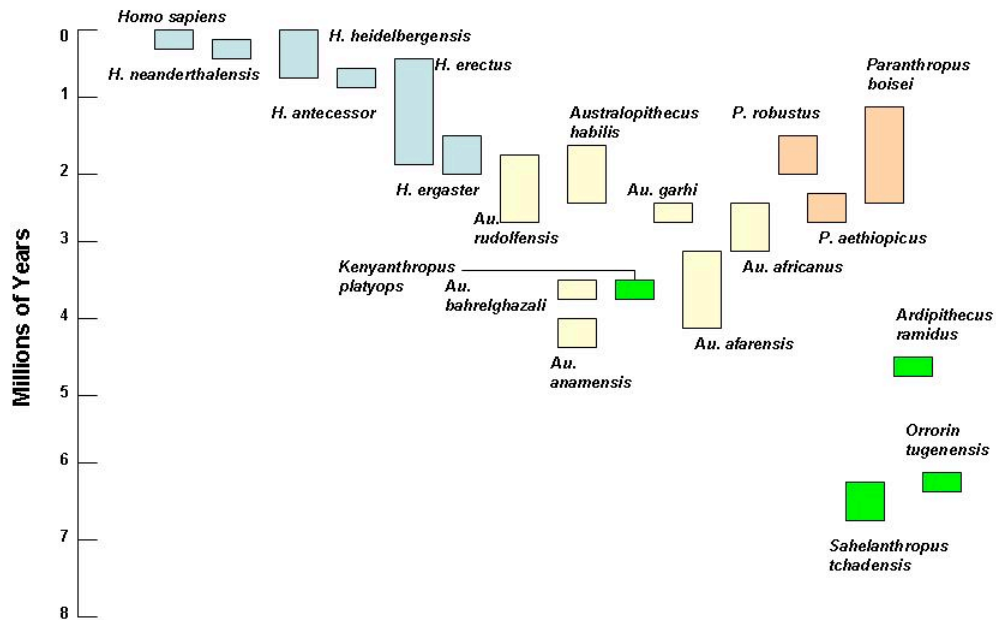 Homo sapiens
H. neanderthalensis
H. heidelbergensis
H. antecessor
H. erectus
H. ergaster
Au.
rudolfensis
Australopithecus
habilis
Au. garhi
P. robustus
Paranthropus
boisei
P. aethiopicus
Au. africanus
Kenyanthropus
platyops
Au.
bahrelghazali
Au. afarensis
Au.
anamensis
Ardipithecus
ramidus
Orrorin
tugenensis
Sahelanthropus
tchadensis
Millions of Years
0
1
2
3
4
5
6
7
8